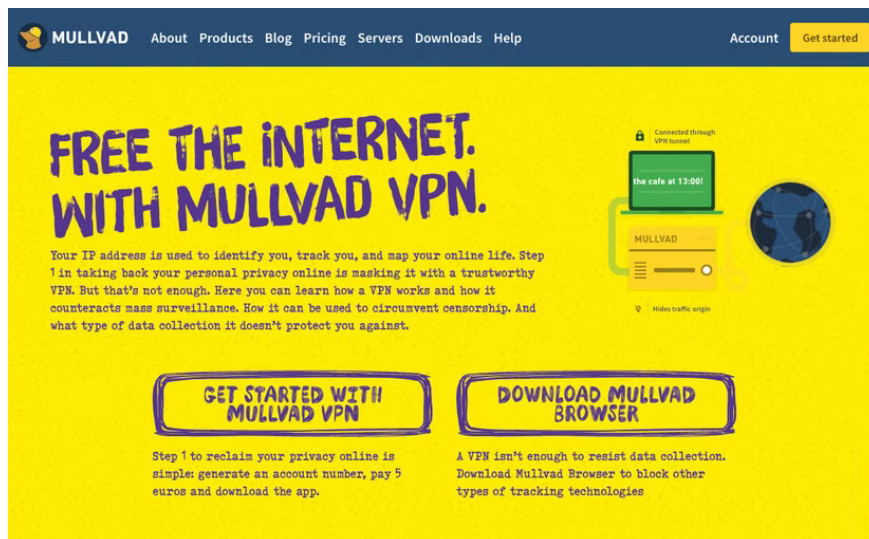 MULLVAD About Products Blog Pricing Servers Downloads Help Account Get started
FREE THE INTERNET.
WITH MULLVAD VPN.
Your IP address is used to identify you, track you, and map your online life. Step
1 in taking back your personal privacy online is masking it with a trustworthy
VPN. But that's not enough. Here you can learn how a VPN works and how it
counteracts mass surveillance. How it can be used to circumvent censorship. And
what type of data collection it doesn't protect you against.
Connected through
VPN tunnel
the cafe at 13:00!
MULLVAD
Hides traffic origin
GET STARTED WITH
MULLVAD VPN
Step 1 to reclaim your privacy online is
simple: generate an account number, pay 5
euros and download the app.
DOWNLOAD MULLVAD
BROWSER
A VPN isn't enough to resist data collection.
Download Mullvad Browser to block other
types of tracking technologies